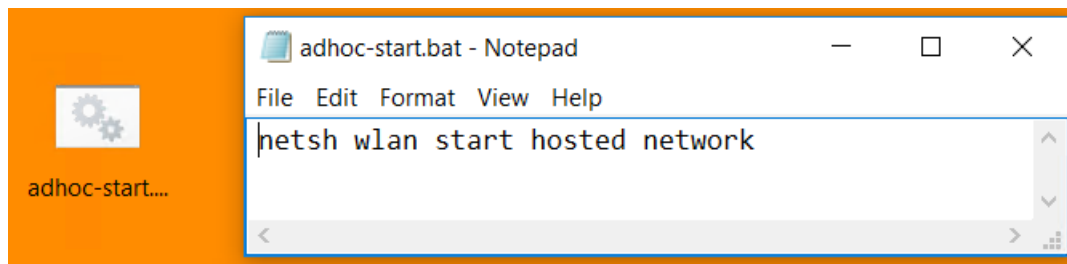 adhoc-start.bat - Notepad
File Edit Format View Help
netsh wlan start hosted network
adhoc-start....